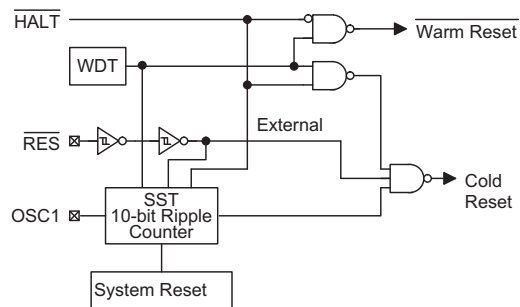 HALT
Warm Reset
WDT
RES
External
Cold
Reset
OSC1
SST
10-bit Ripple
Counter
System Reset